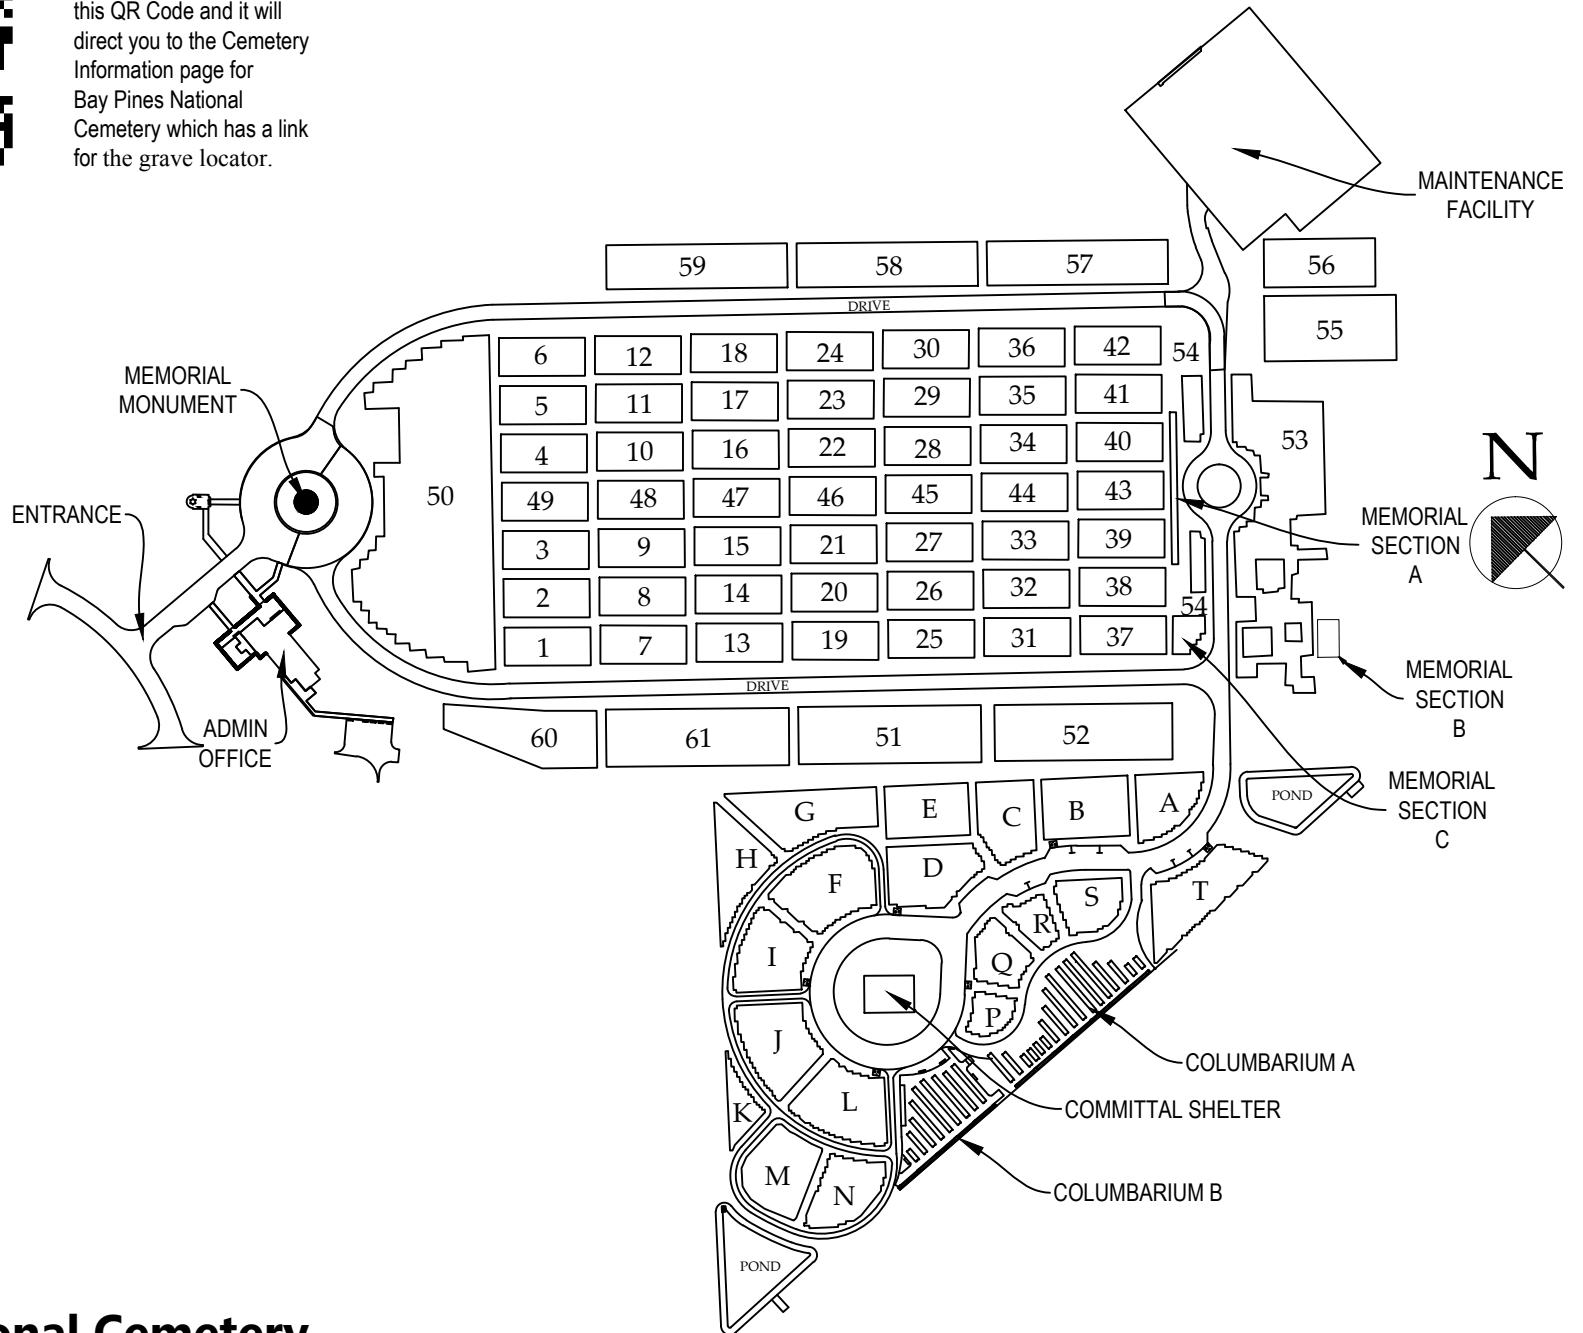 this QR Code and it will
direct you to the Cemetery
Information page for
Bay Pines National
Cemetery which has a link
for the grave locator.
MAINTENANCE
FACILITY
59
58
57
56
DRIVE
55
6
12
18
24
30
36
42
54
MEMORIAL
MONUMENT
5
11
17
23
29
35
41
4
10
16
22
28
34
40
53
N
50
49
48
47
46
45
44
43
ENTRANCE
MEMORIAL
SECTION
A
3
9
15
21
27
33
39
2
8
14
20
26
32
38
54
1
7
13
19
25
31
37
MEMORIAL
SECTION
B
DRIVE
ADMIN
OFFICE
60
61
51
52
MEMORIAL
SECTION
C
POND
G
E
C
B
A
H
F
D
S
T
R
I
Q
P
J
COLUMBARIUM A
K
L
COMMITTAL SHELTER
M
N
COLUMBARIUM B
POND
onal Cemetery